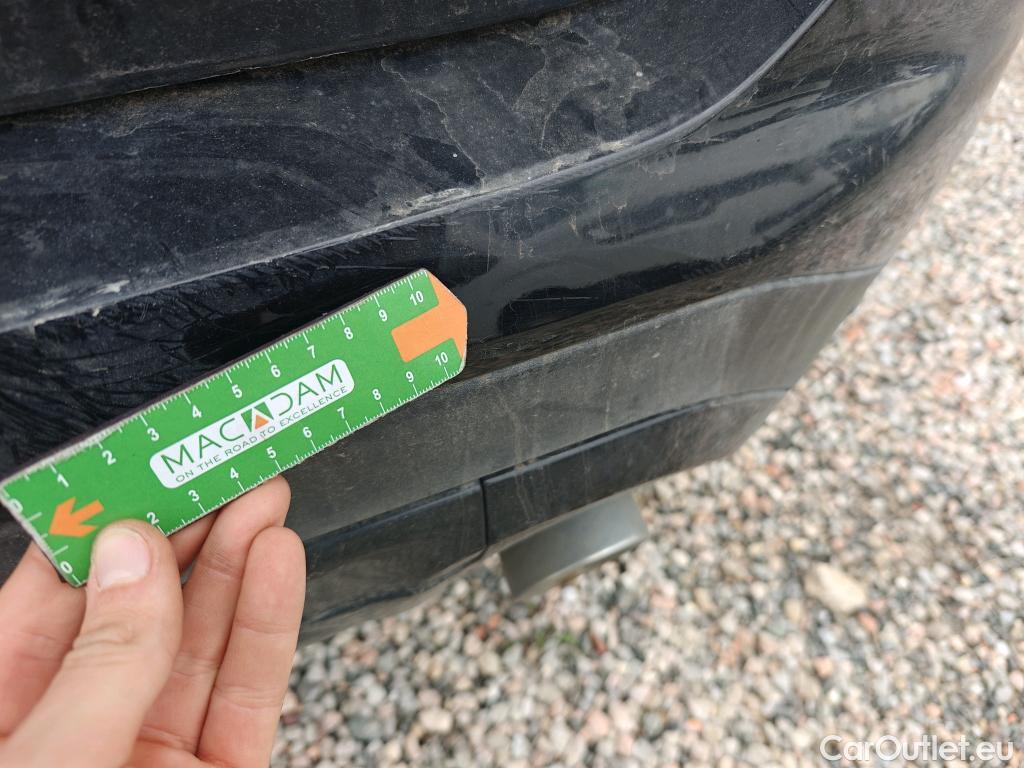 1 2 3 4 5 6 7 8 9 10
MACADAM
ON THE ROAD TO EXCELLENCE
0 2 3 4 5 6 7 8 9 10
CarOutlet.eu